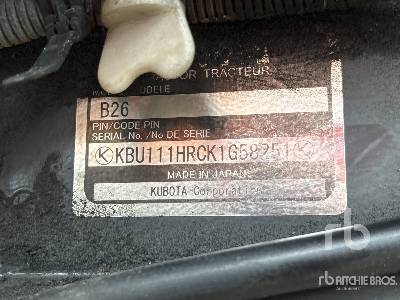 TRACTEUR
B26
PIN/CODE PIN
SERIAL No. /No DE SERIE
KBU111HRCK1G58251
MADE IN JAPAN
KUBOTA Corporation
rb
rb RITCHIE BROS.